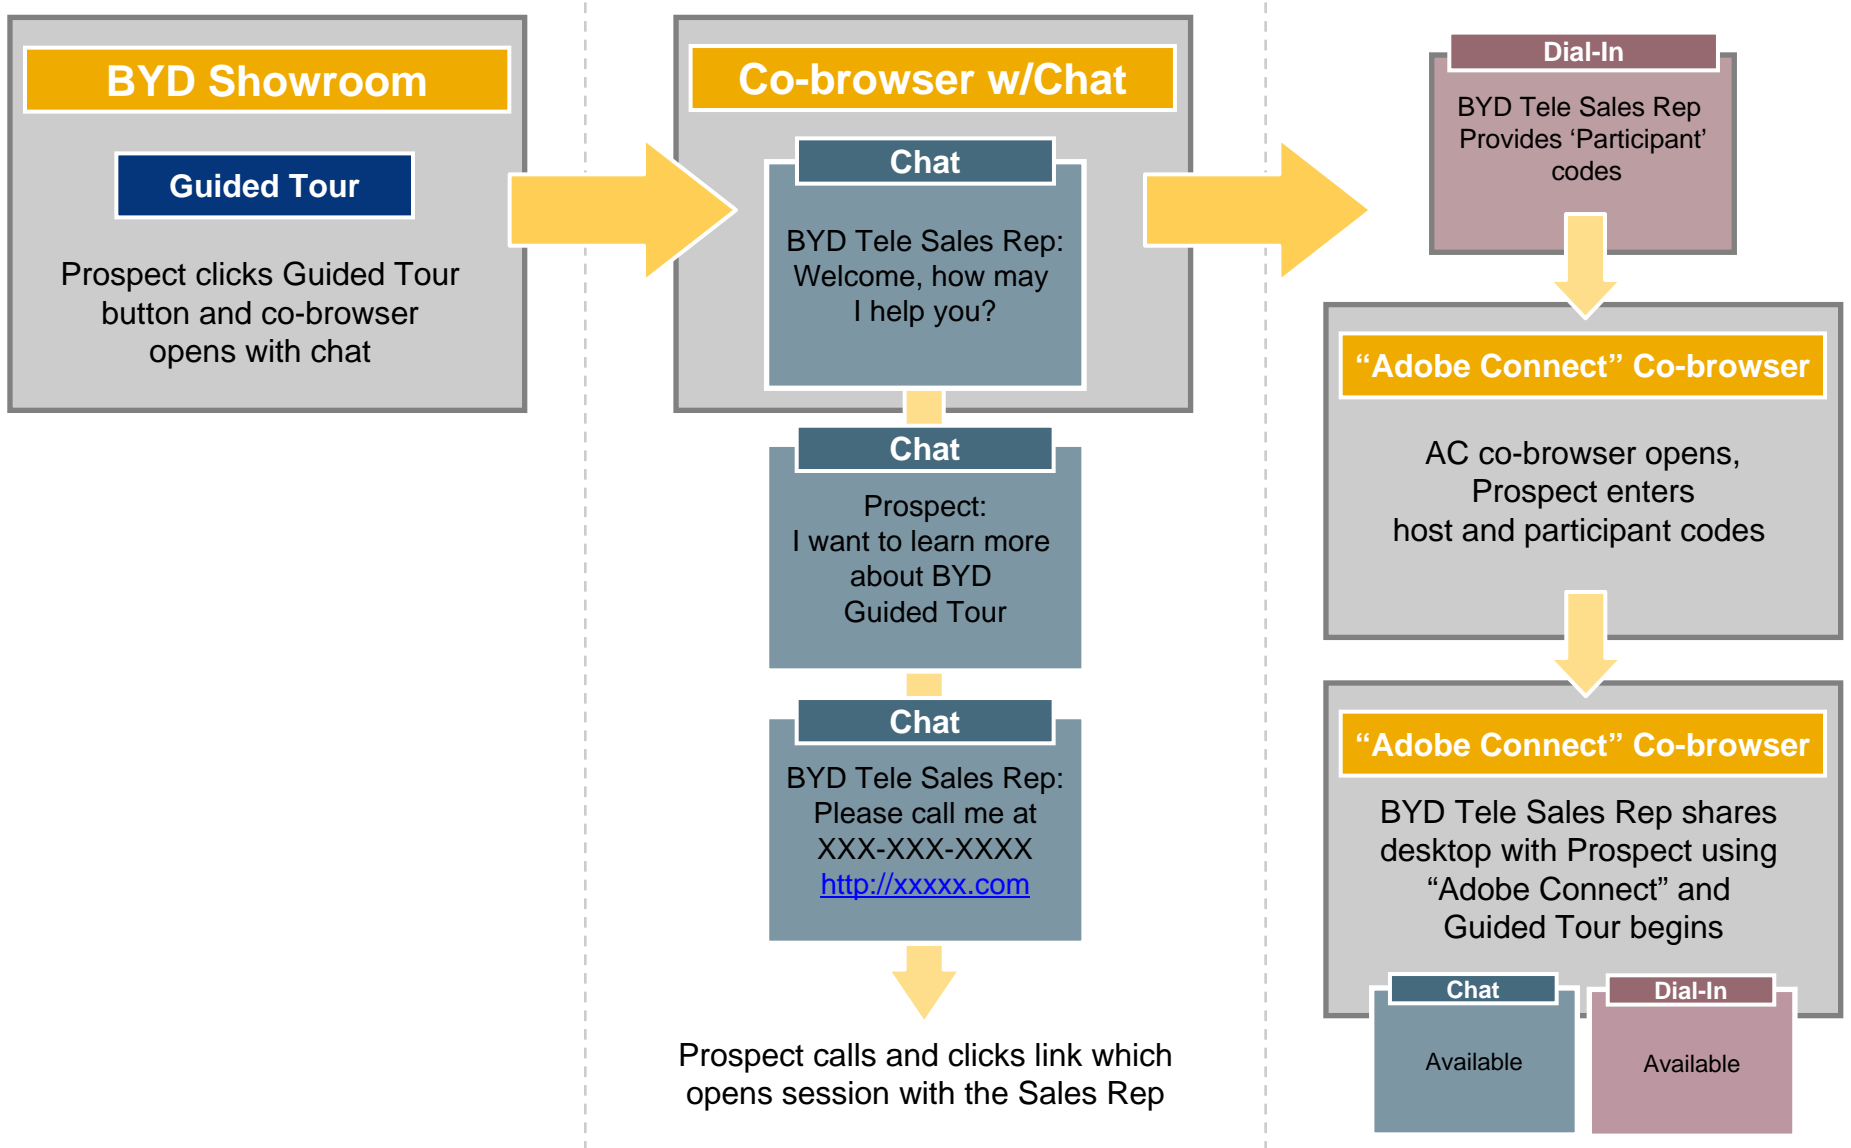 BYD Showroom
Guided Tour
Prospect clicks Guided Tour
button and co-browser
opens with chat
Co-browser w/Chat
Chat
BYD Tele Sales Rep:
Welcome, how may
I help you?
Chat
Prospect:
I want to learn more
about BYD
Guided Tour
Chat
BYD Tele Sales Rep:
Please call me at
XXX-XXX-XXXX
http://xxxxx.com
Prospect calls and clicks link which
opens session with the Sales Rep
Dial-In
BYD Tele Sales Rep
Provides ‘Participant’
codes
“Adobe Connect” Co-browser
AC co-browser opens,
Prospect enters
host and participant codes
“Adobe Connect” Co-browser
BYD Tele Sales Rep shares
desktop with Prospect using
“Adobe Connect” and
Guided Tour begins
Chat
Available
Dial-In
Available